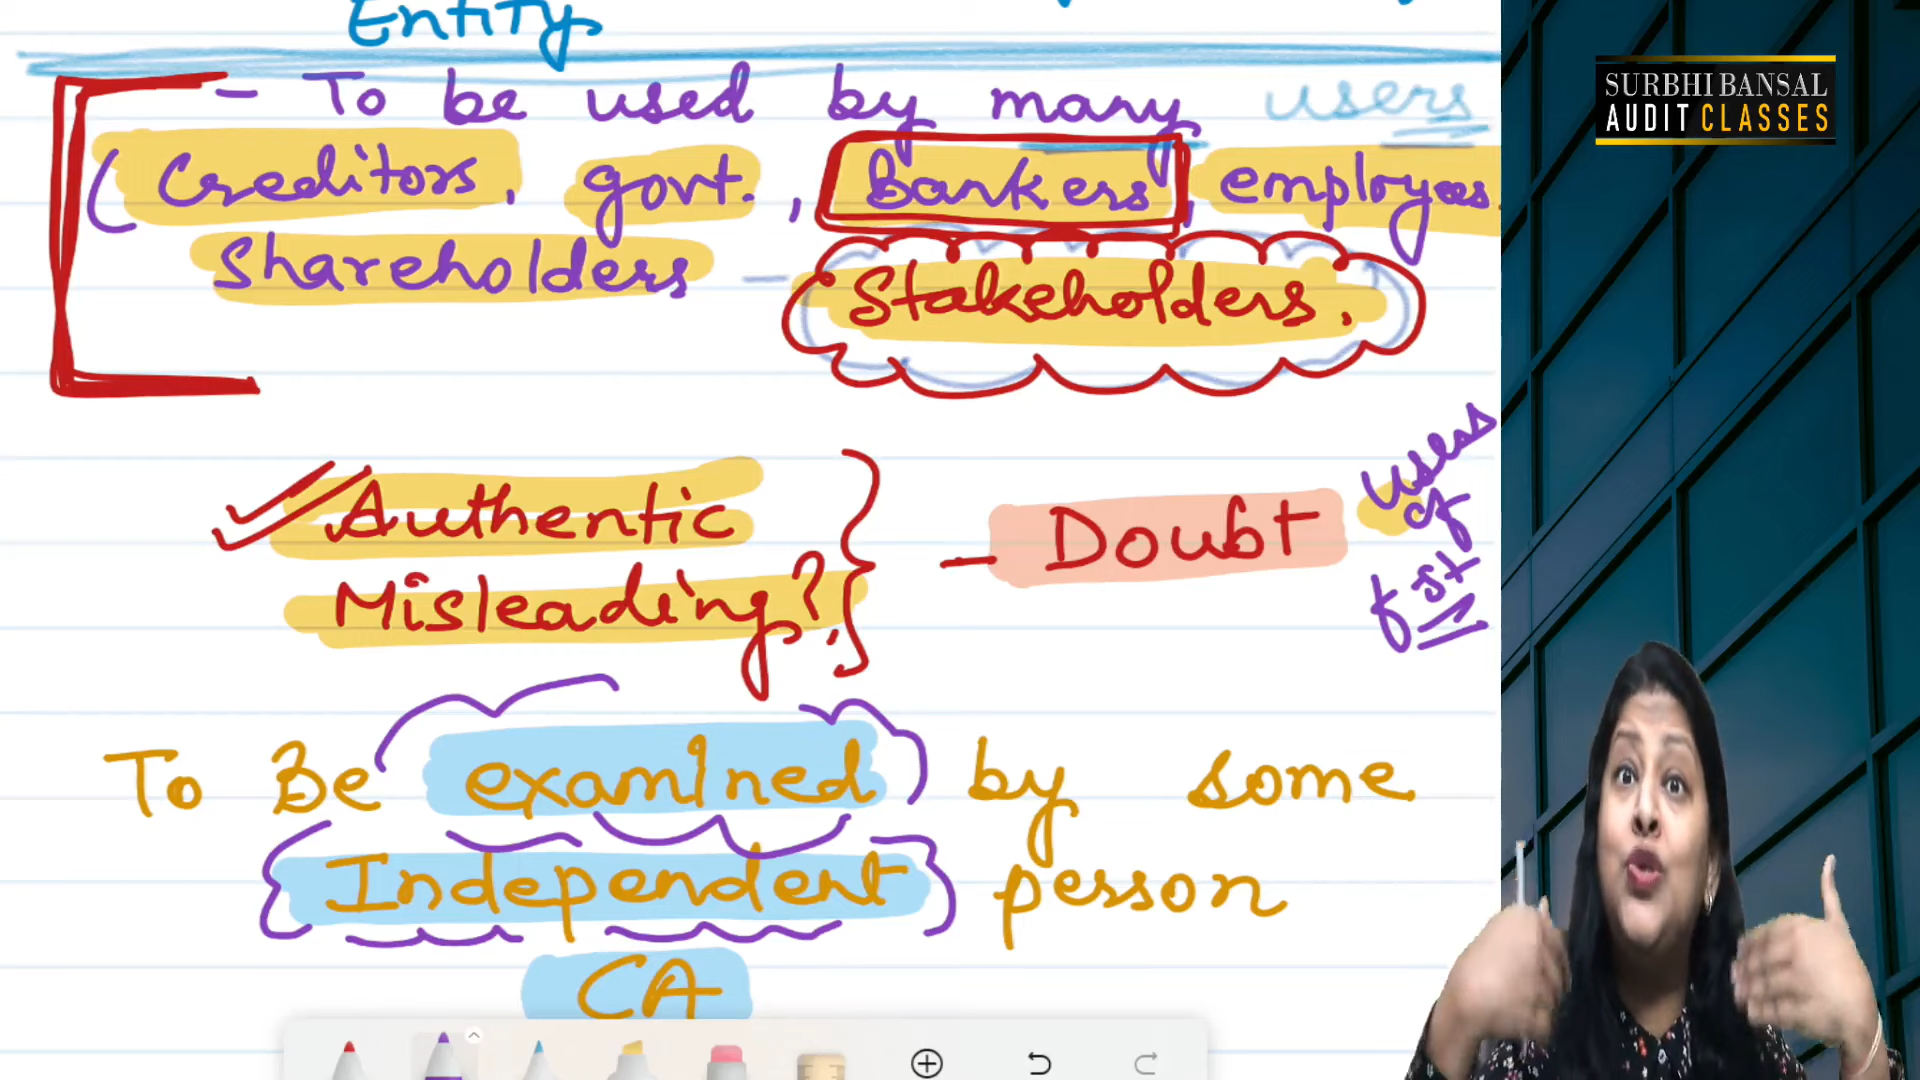 Entity
- To be used by many users
(Creditors, govt., Bankers, employees.
Shareholders - Stakeholders.
Authentic
Misleading?
- Doubt
users
of
f.st
To Be examined by some
Independent person
CA
SURBHI BANSAL
AUDIT CLASSES